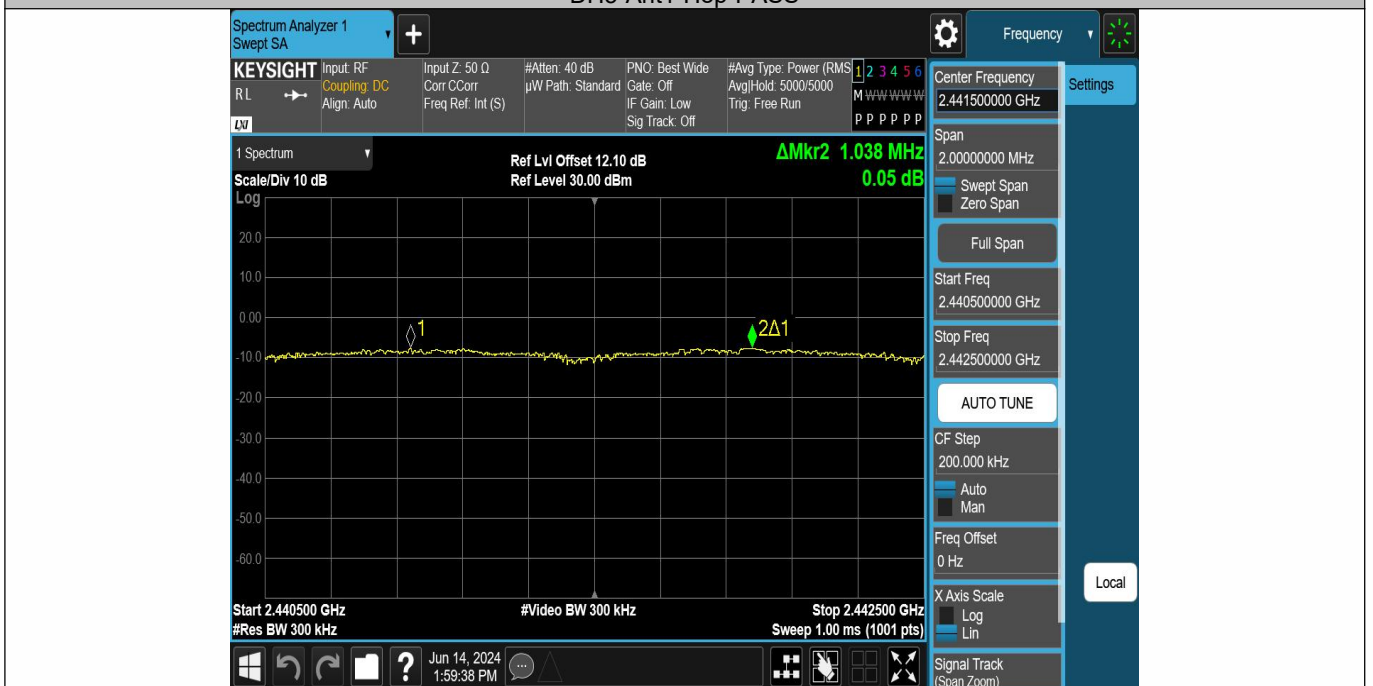 Spectrum Analyzer 1
Swept SA
Frequency
KEYSIGHT
RL
LXI
Input: RF
Coupling: DC
Align: Auto
Input Z: 50 Ω
Corr CCorr
Freq Ref: Int (S)
#Atten: 40 dB
µW Path: Standard
PNO: Best Wide
Gate: Off
IF Gain: Low
Sig Track: Off
#Avg Type: Power (RMS
Avg|Hold: 5000/5000
Trig: Free Run
1 2 3 4 5 6
M W W W W W
P P P P P P
1 Spectrum
Scale/Div 10 dB
Ref Lvl Offset 12.10 dB
Ref Level 30.00 dBm
ΔMkr2 1.038 MHz
0.05 dB
Log
20.0
10.0
0.00
-10.0
-20.0
-30.0
-40.0
-50.0
-60.0
1
2Δ1
Start 2.440500 GHz
#Res BW 300 kHz
#Video BW 300 kHz
Stop 2.442500 GHz
Sweep 1.00 ms (1001 pts)
Jun 14, 2024
1:59:38 PM
Center Frequency
2.441500000 GHz
Settings
Span
2.00000000 MHz
Swept Span
Zero Span
Full Span
Start Freq
2.440500000 GHz
Stop Freq
2.442500000 GHz
AUTO TUNE
CF Step
200.000 kHz
Auto
Man
Freq Offset
0 Hz
X Axis Scale
Log
Lin
Local
Signal Track
(Span Zoom)